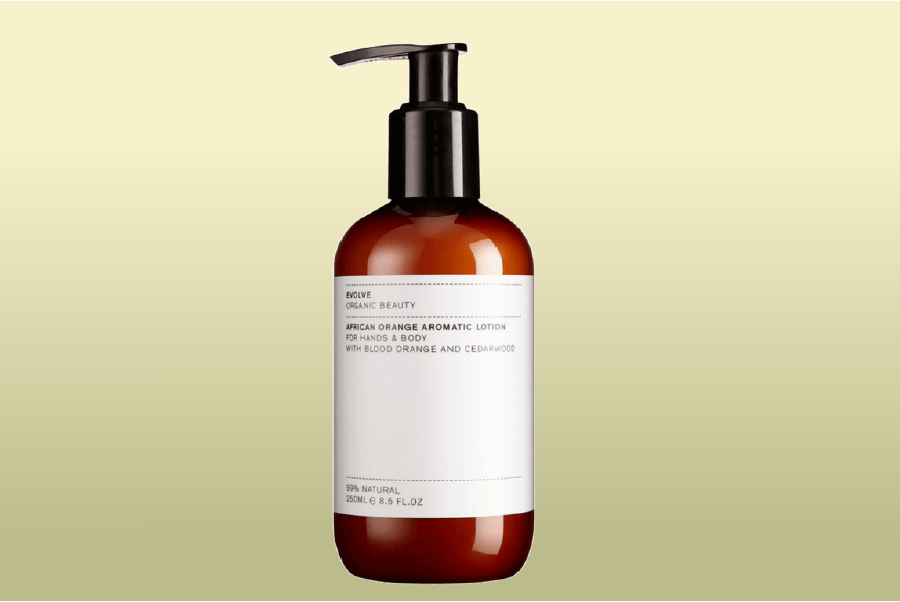 EVOLVE
ORGANIC BEAUTY
AFRICAN ORANGE AROMATIC LOTION
FOR HANDS & BODY
WITH BLOOD ORANGE AND CEDARWOOD
99% NATURAL
250ML ℮ 8.5 FL.OZ